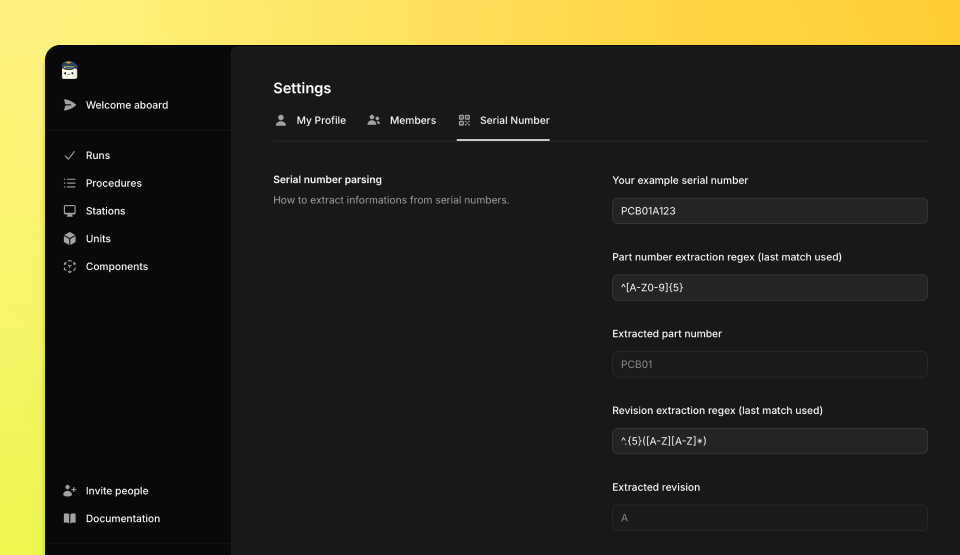 Welcome aboard
Runs
Procedures
Stations
Units
Components
Invite people
Documentation
Settings
My Profile
Members
Serial Number
Serial number parsing
How to extract informations from serial numbers.
Your example serial number
PCB01A123
Part number extraction regex (last match used)
^[A-Z0-9]{5}
Extracted part number
PCB01
Revision extraction regex (last match used)
^.{5}([A-Z][A-Z]*)
Extracted revision
A